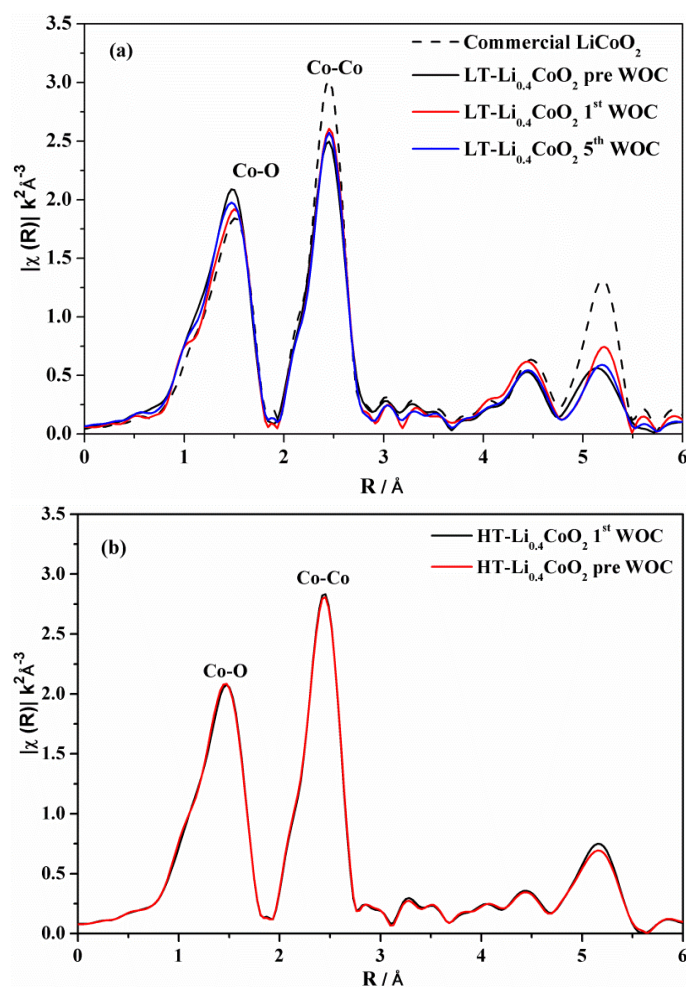 (a)
Commercial LiCoO₂
LT-Li₀.₄CoO₂ pre WOC
LT-Li₀.₄CoO₂ 1ˢᵗ WOC
LT-Li₀.₄CoO₂ 5ᵗʰ WOC
Co-Co
Co-O
3.5
3.0
2.5
2.0
1.5
1.0
0.5
0.0
|χ (R)| k²Å⁻³
0 1 2 3 4 5 6
R / Å
(b)
HT-Li₀.₄CoO₂ 1ˢᵗ WOC
HT-Li₀.₄CoO₂ pre WOC
Co-Co
Co-O
3.5
3.0
2.5
2.0
1.5
1.0
0.5
0.0
|χ (R)| k²Å⁻³
0 1 2 3 4 5 6
R / Å